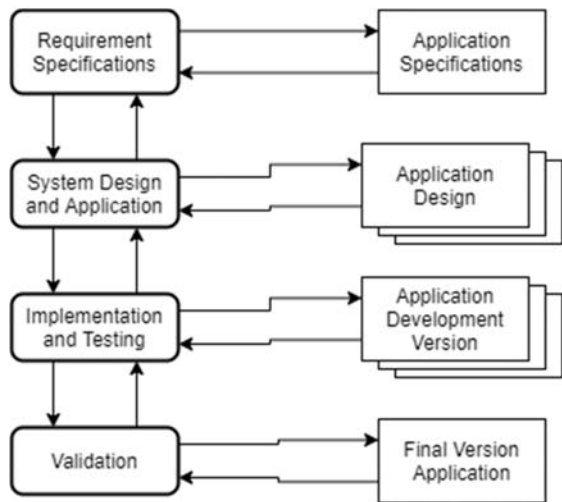 Requirement
Specifications
Application
Specifications
System Design
and Application
Application
Design
Implementation
and Testing
Application
Development
Version
Validation
Final Version
Application